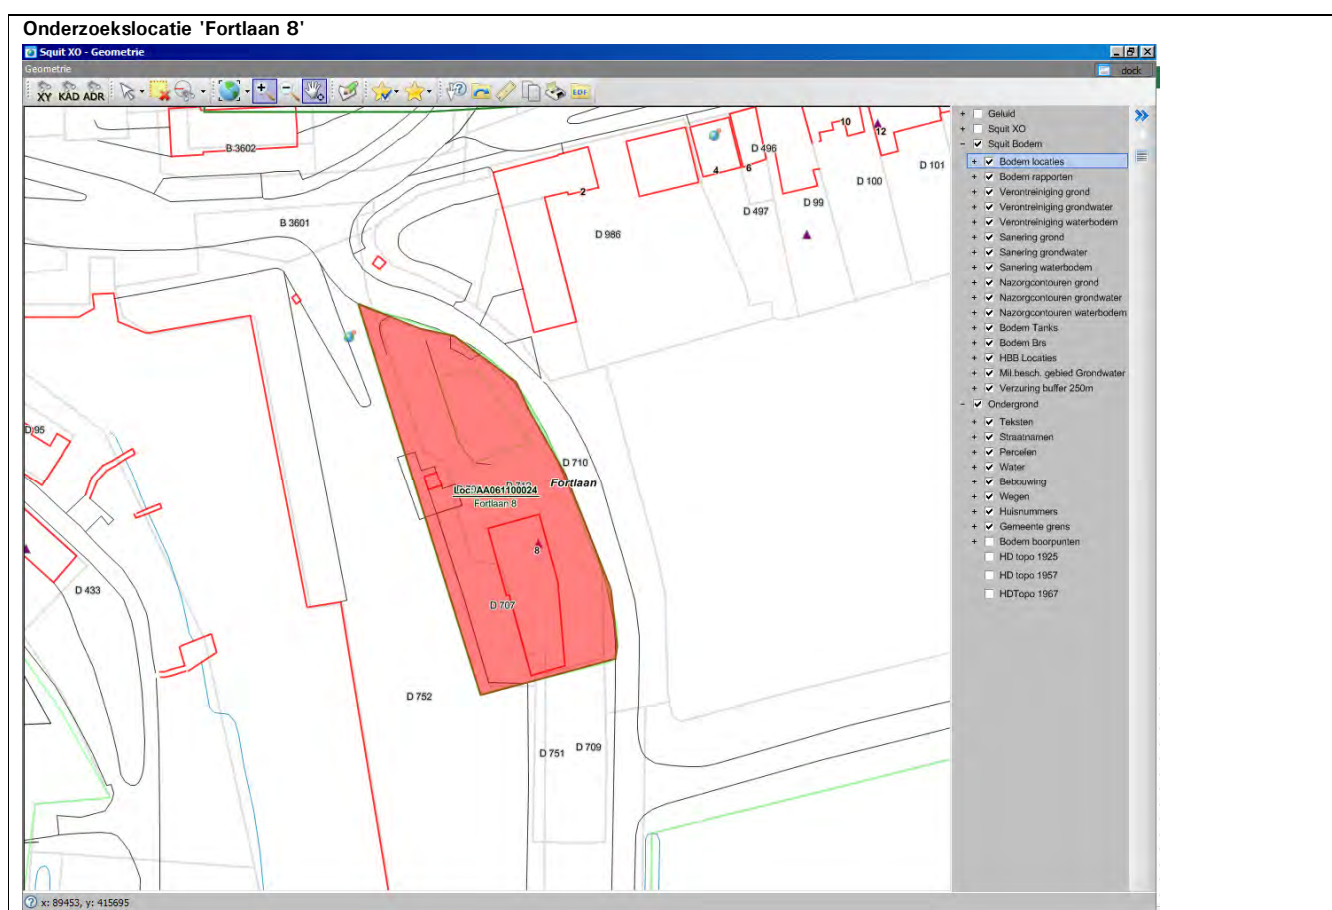 Onderzoekslocatie 'Fortlaan 8'
Squit XO - Geometrie
Geometrie
dock
XY KAD ADR
EDF
B 3602
B 3601
2
D 986
4
6
D 496
D 497
D 99
10
12
D 100
D 101
D 95
D 433
D 710
Fortlaan
Loc: AA061100024
Fortlaan 8
8
D 707
D 752
D 751
D 709
Geluid
Squit XO
Squit Bodem
Bodem locaties
Bodem rapporten
Verontreiniging grond
Verontreiniging grondwater
Verontreiniging waterbodem
Sanering grond
Sanering grondwater
Sanering waterbodem
Nazorgcontouren grond
Nazorgcontouren grondwater
Nazorgcontouren waterbodem
Bodem Tanks
Bodem Brs
HBB Locaties
Mil.besch. gebied Grondwater
Verzuring buffer 250m
Ondergrond
Teksten
Straatnamen
Percelen
Water
Bebouwing
Wegen
Huisnummers
Gemeente grens
Bodem boorpunten
HD topo 1925
HD topo 1957
HDTopo 1967
x: 89453, y: 415695